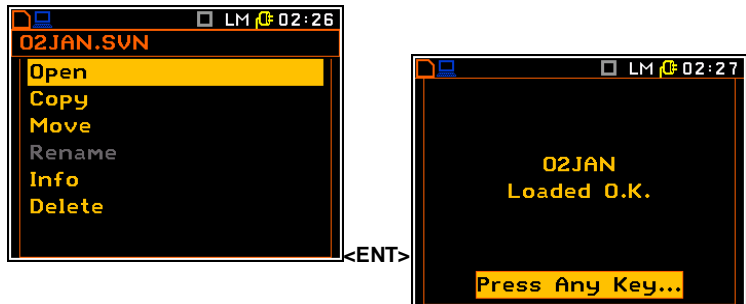 LM 02:26
02JAN.SVN
Open
Copy
Move
Rename
Info
Delete
<ENT>
LM 02:27
02JAN
Loaded O.K.
Press Any Key...